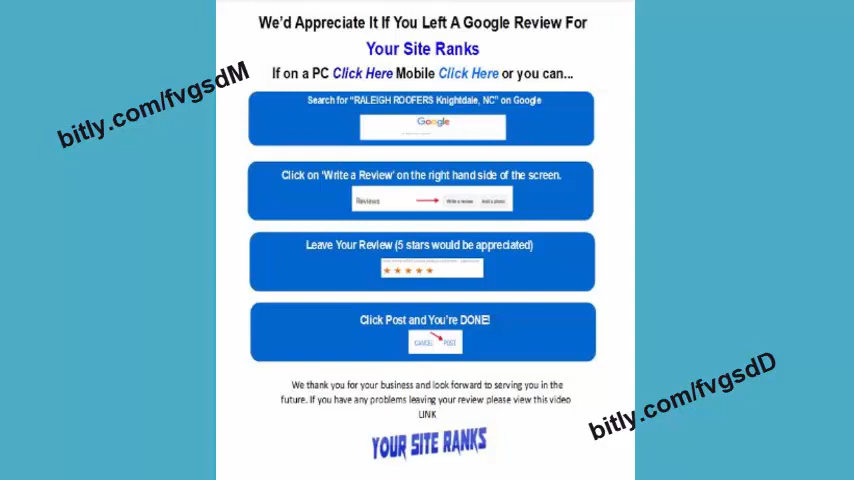 We'd Appreciate It If You Left A Google Review For
Your Site Ranks
If on a PC Click Here Mobile Click Here or you can...
bitly.com/fvgsdM
Search for "RALEIGH ROOFERS Knightdale, NC" on Google
Google
Click on 'Write a Review' on the right hand side of the screen.
Reviews Write a review Add a photo
Leave Your Review (5 stars would be appreciated)
Click Post and You're DONE!
CANCEL POST
We thank you for your business and look forward to serving you in the
future. If you have any problems leaving your review please view this video
LINK
bitly.com/fvgsdD
YOUR SITE RANKS